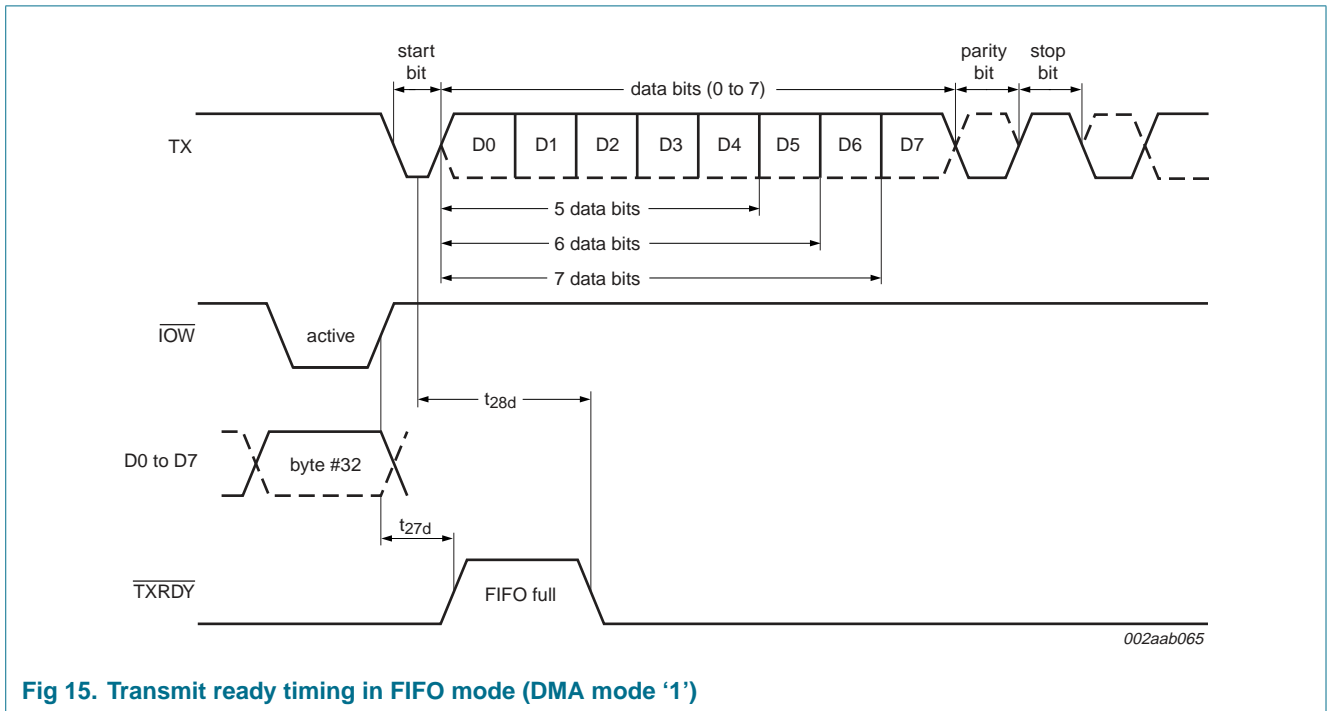 start
bit
data bits (0 to 7)
parity
bit
stop
bit
TX
D0 D1 D2 D3 D4 D5 D6 D7
5 data bits
6 data bits
7 data bits
IOW
active
t28d
D0 to D7
byte #32
t27d
TXRDY
FIFO full
002aab065
Fig 15. Transmit ready timing in FIFO mode (DMA mode ‘1’)